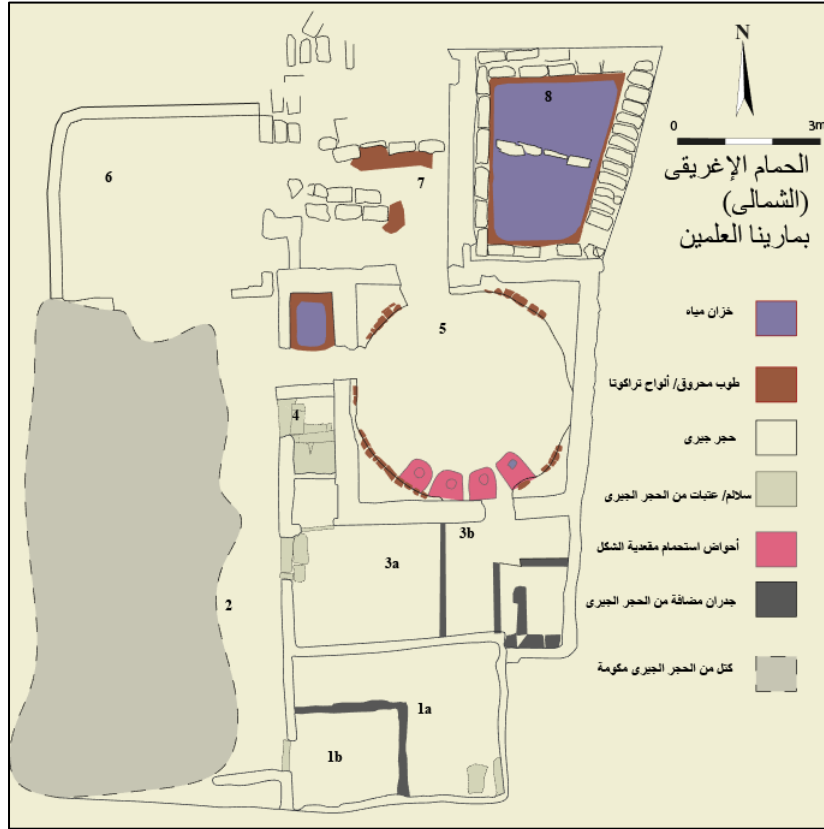 N
0 3m
الحمام الإغريقى
(الشمالى)
بمارينا العلمين
خزان مياه
طوب محروق/ ألواح تراكوتا
حجر جيرى
سلالم/ عتبات من الحجر الجيرى
أحواض استحمام مقعدية الشكل
جدران مضافة من الحجر الجيرى
كتل من الحجر الجيرى مكومة
8
6
7
5
4
3b
3a
2
1a
1b